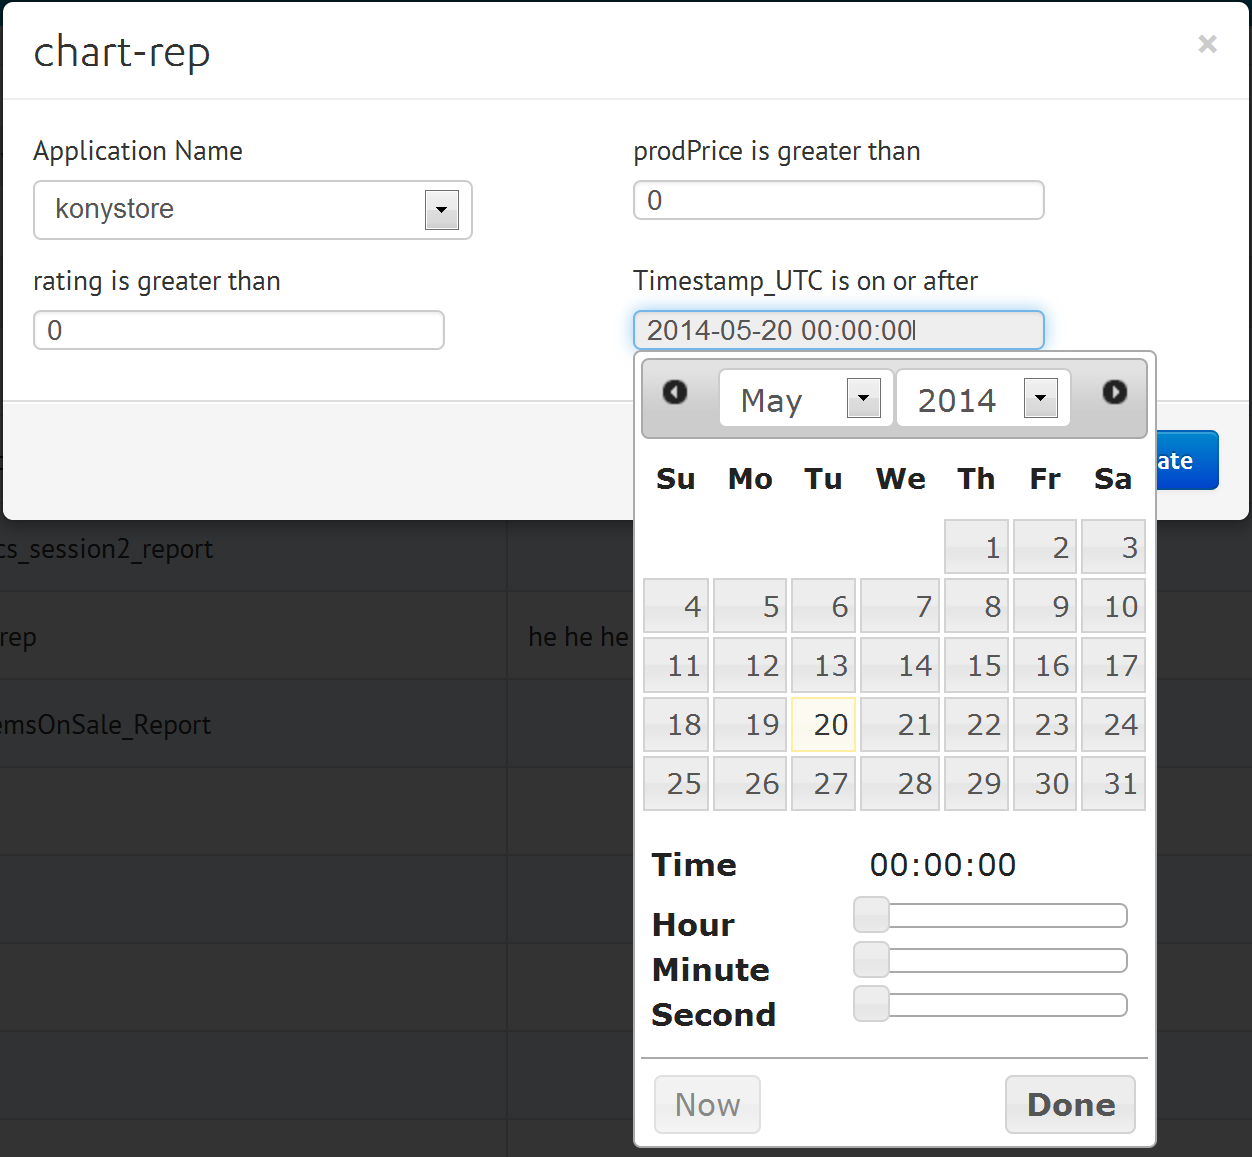 chart-rep
×
Application Name
prodPrice is greater than
konystore
0
rating is greater than
Timestamp_UTC is on or after
0
2014-05-20 00:00:00
May 2014
ate
Su Mo Tu We Th Fr Sa
1 2 3
4 5 6 7 8 9 10
11 12 13 14 15 16 17
18 19 20 21 22 23 24
25 26 27 28 29 30 31
Time 00:00:00
Hour
Minute
Second
Now Done
cs_session2_report
rep
he he he
emsOnSale_Report